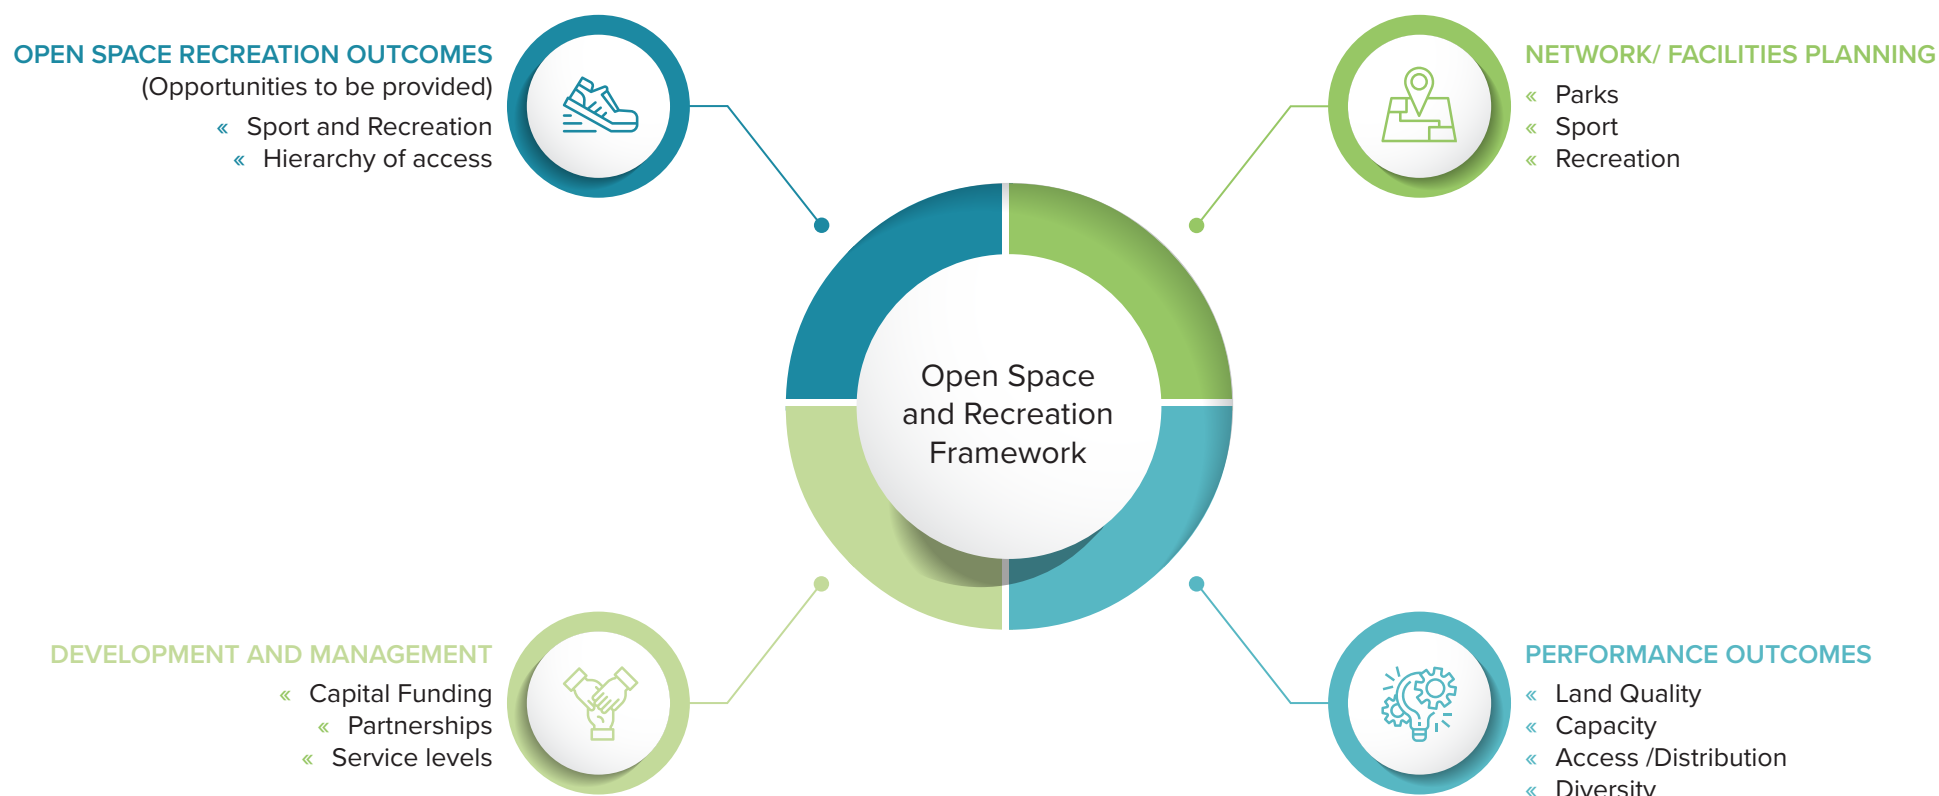 OPEN SPACE RECREATION OUTCOMES
(Opportunities to be provided)
« Sport and Recreation
« Hierarchy of access
NETWORK/ FACILITIES PLANNING
« Parks
« Sport
« Recreation
Open Space
and Recreation
Framework
DEVELOPMENT AND MANAGEMENT
« Capital Funding
« Partnerships
« Service levels
PERFORMANCE OUTCOMES
« Land Quality
« Capacity
« Access /Distribution
« Diversity